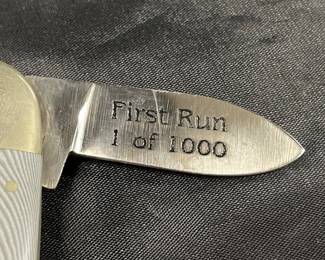 First Run
1 of 1000